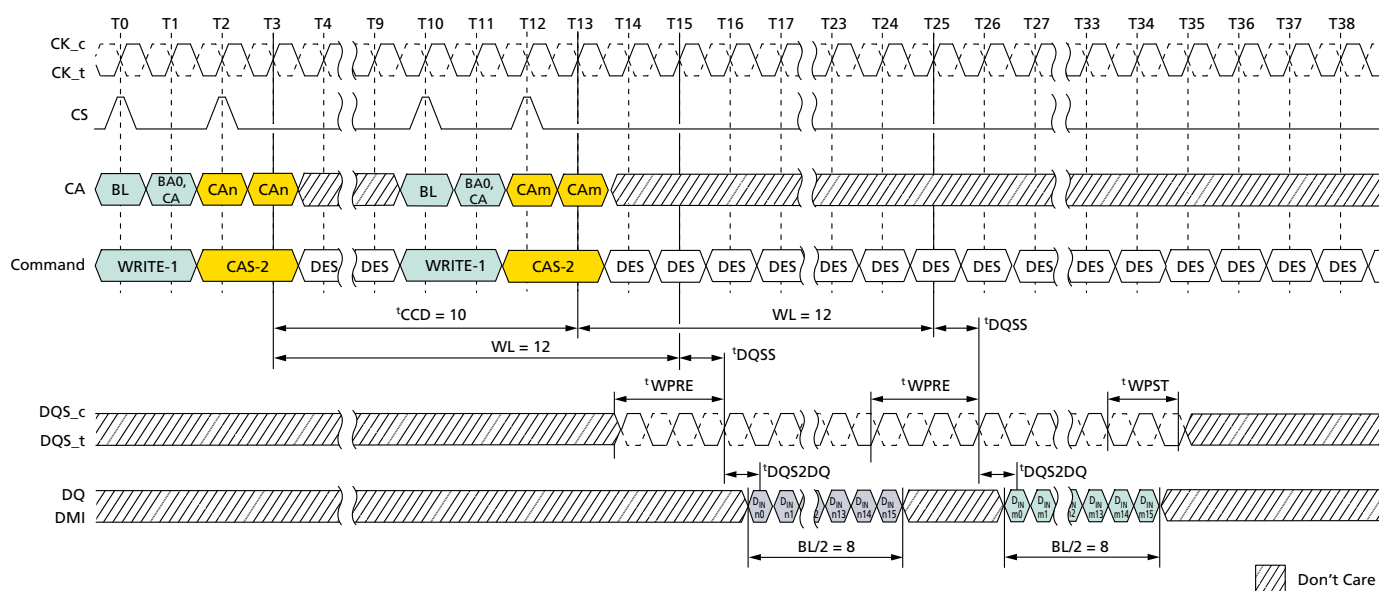 T0 T1 T2 T3 T4 T9 T10 T11 T12 T13 T14 T15 T16 T17 T23 T24 T25 T26 T27 T33 T34 T35 T36 T37 T38
CK_c
CK_t
CS
CA BL BA0, CA CAn CAn BL BA0, CA CAm CAm
Command WRITE-1 CAS-2 DES DES WRITE-1 CAS-2 DES DES DES DES DES DES DES DES DES DES DES DES DES DES DES
tCCD = 10 WL = 12 tDQSS
WL = 12 tDQSS
tWPRE tWPRE tWPST
DQS_c
DQS_t
tDQS2DQ tDQS2DQ
DQ
DMI
DIN n0 DIN n1 DIN n13 DIN n14 DIN n15 DIN m0 DIN m1 DIN m13 DIN m14 DIN m15
BL/2 = 8 BL/2 = 8
Don't Care